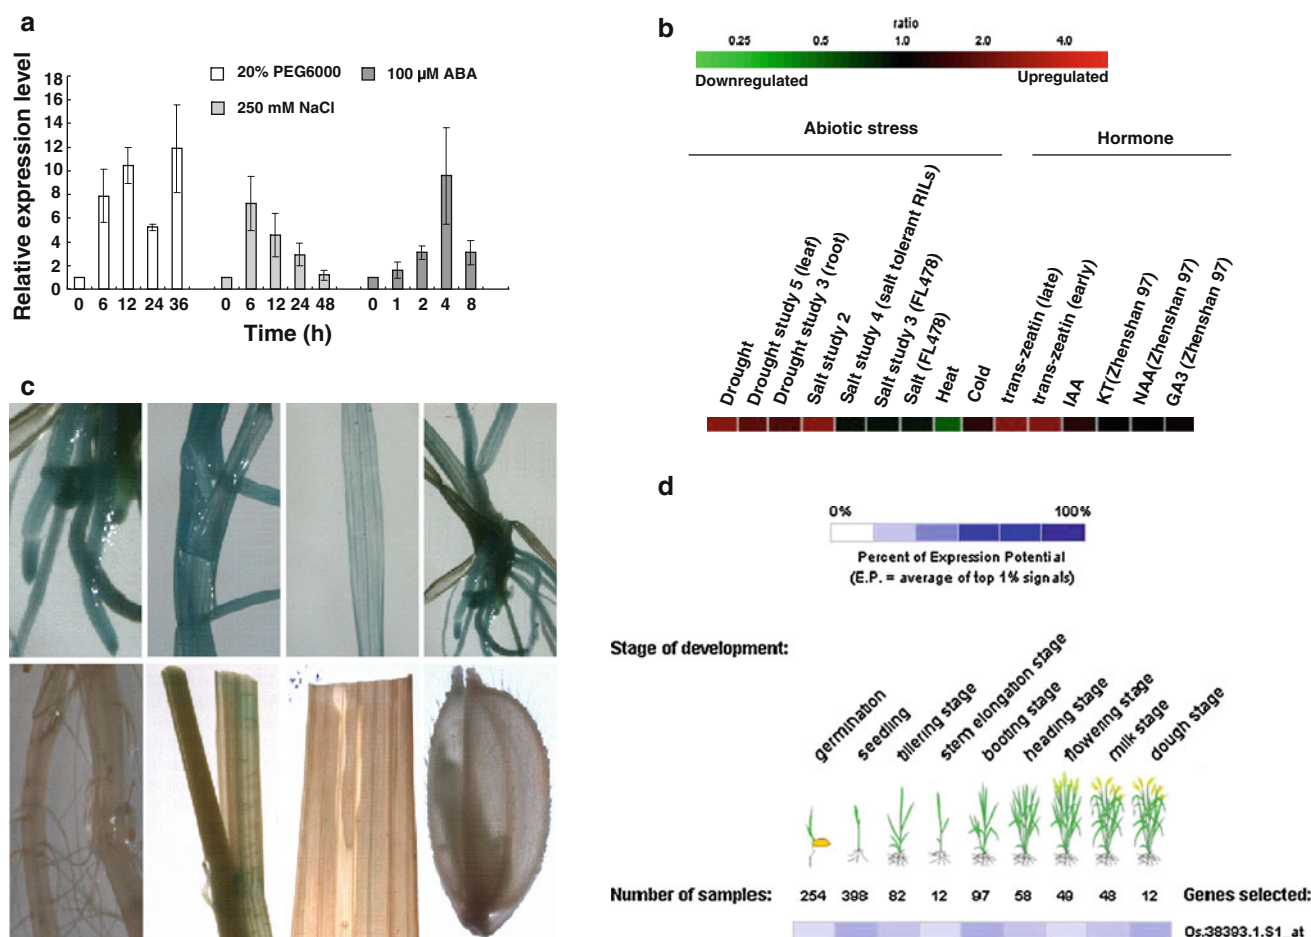 a
Relative expression level
18
16
14
12
10
8
6
4
2
0
20% PEG6000
100 µM ABA
250 mM NaCl
0 6 12 24 36 0 6 12 24 48 0 1 2 4 8
Time (h)
b
ratio
0.25 0.5 1.0 2.0 4.0
Downregulated Upregulated
Abiotic stress
Hormone
Drought
Drought study 5 (leaf)
Drought study 3 (root)
Salt study 2
Salt study 4 (salt tolerant RILs)
Salt study 3 (FL478)
Salt (FL478)
Heat
Cold
trans-zeatin (late)
trans-zeatin (early)
IAA
KT(Zhenshan 97)
NAA(Zhenshan 97)
GA3 (Zhenshan 97)
c
d
0% 100%
Percent of Expression Potential
(E.P. = average of top 1% signals)
Stage of development:
germination
seedling
tillering stage
stem elongation stage
booting stage
heading stage
flowering stage
milk stage
dough stage
Number of samples: 254 398 82 12 97 58 49 48 12 Genes selected:
Os.38393.1.S1_at